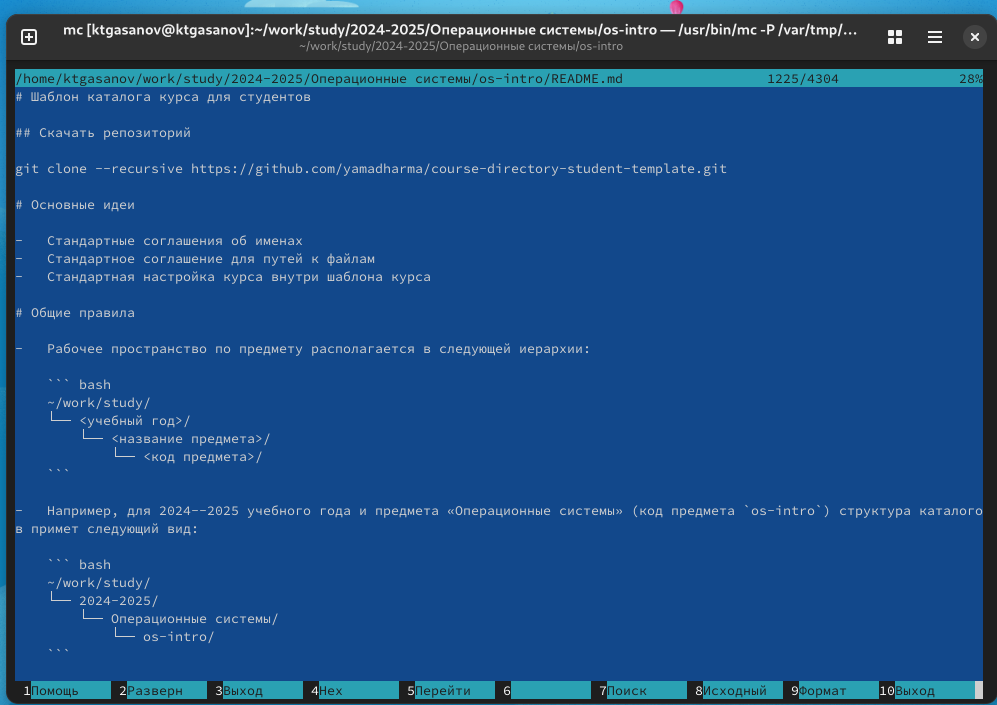 mc [ktgasanov@ktgasanov]:~/work/study/2024-2025/Операционные системы/os-intro — /usr/bin/mc -P /var/tmp/…
~/work/study/2024-2025/Операционные системы/os-intro
/home/ktgasanov/work/study/2024-2025/Операционные системы/os-intro/README.md 1225/4304 28%
# Шаблон каталога курса для студентов
## Скачать репозиторий
git clone --recursive https://github.com/yamadharma/course-directory-student-template.git
# Основные идеи
-   Стандартные соглашения об именах
-   Стандартное соглашение для путей к файлам
-   Стандартная настройка курса внутри шаблона курса
# Общие правила
-   Рабочее пространство по предмету располагается в следующей иерархии:
    ``` bash
    ~/work/study/
    └── <учебный год>/
        └── <название предмета>/
            └── <код предмета>/
    ```
-   Например, для 2024--2025 учебного года и предмета «Операционные системы» (код предмета `os-intro`) структура каталого
в примет следующий вид:
    ``` bash
    ~/work/study/
    └── 2024-2025/
        └── Операционные системы/
            └── os-intro/
    ```
1Помощь 2Разверн 3Выход 4Hex 5Перейти 6 7Поиск 8Исходный 9Формат 10Выход